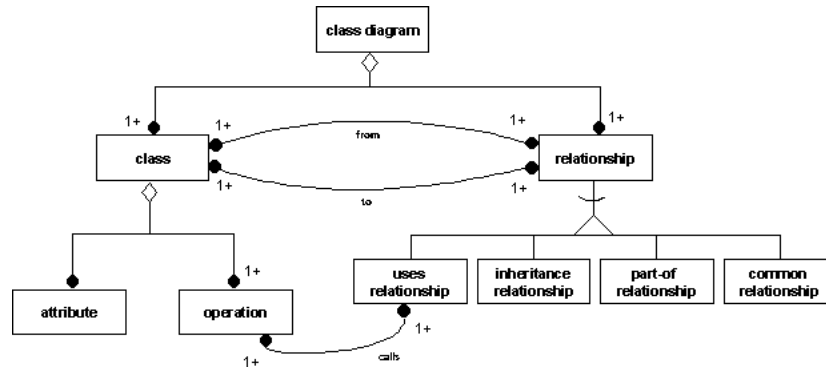 class diagram
1+
1+
1+
1+
from
class
relationship
1+
1+
to
1+
uses
relationship
inheritance
relationship
part-of
relationship
common
relationship
attribute
operation
1+
1+
calls